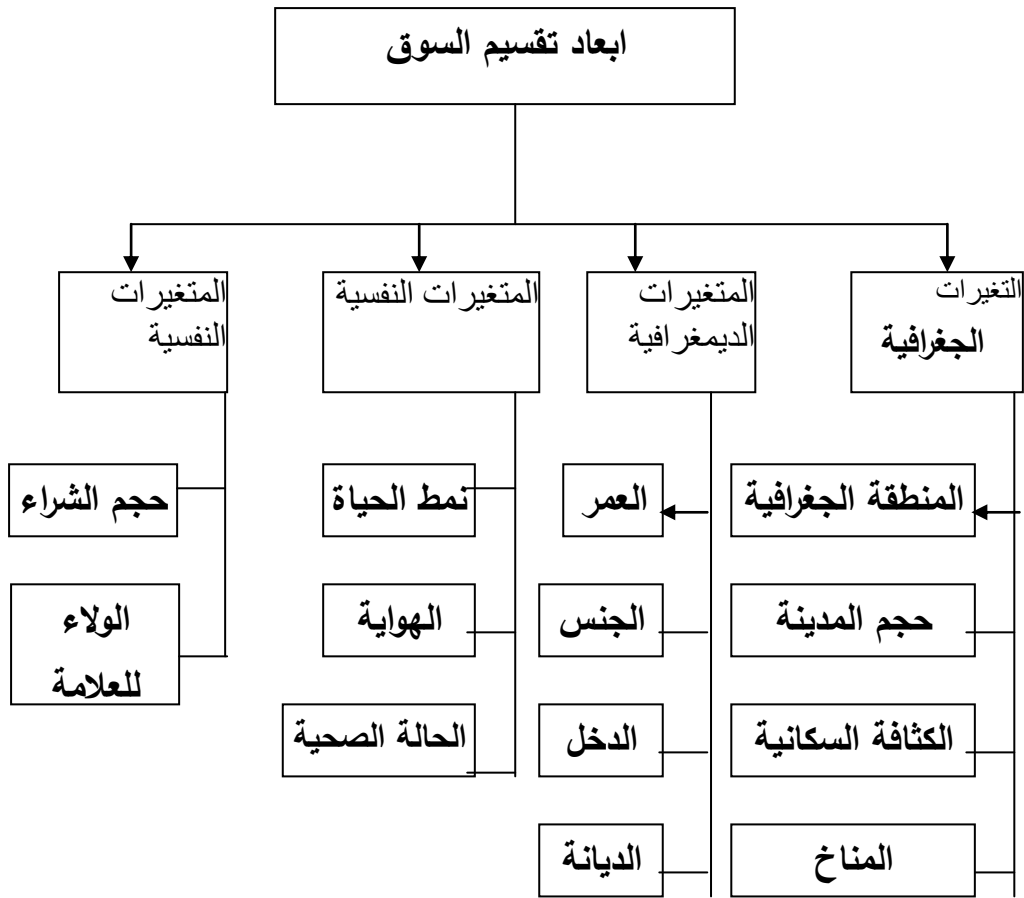 ابعاد تقسيم السوق
التغيرات
الجغرافية
المتغيرات
الديمغرافية
المتغيرات النفسية
المتغيرات
النفسية
المنطقة الجغرافية
العمر
نمط الحياة
حجم الشراء
حجم المدينة
الجنس
الهواية
الولاء
للعلامة
الكثافة السكانية
الدخل
الحالة الصحية
المناخ
الديانة